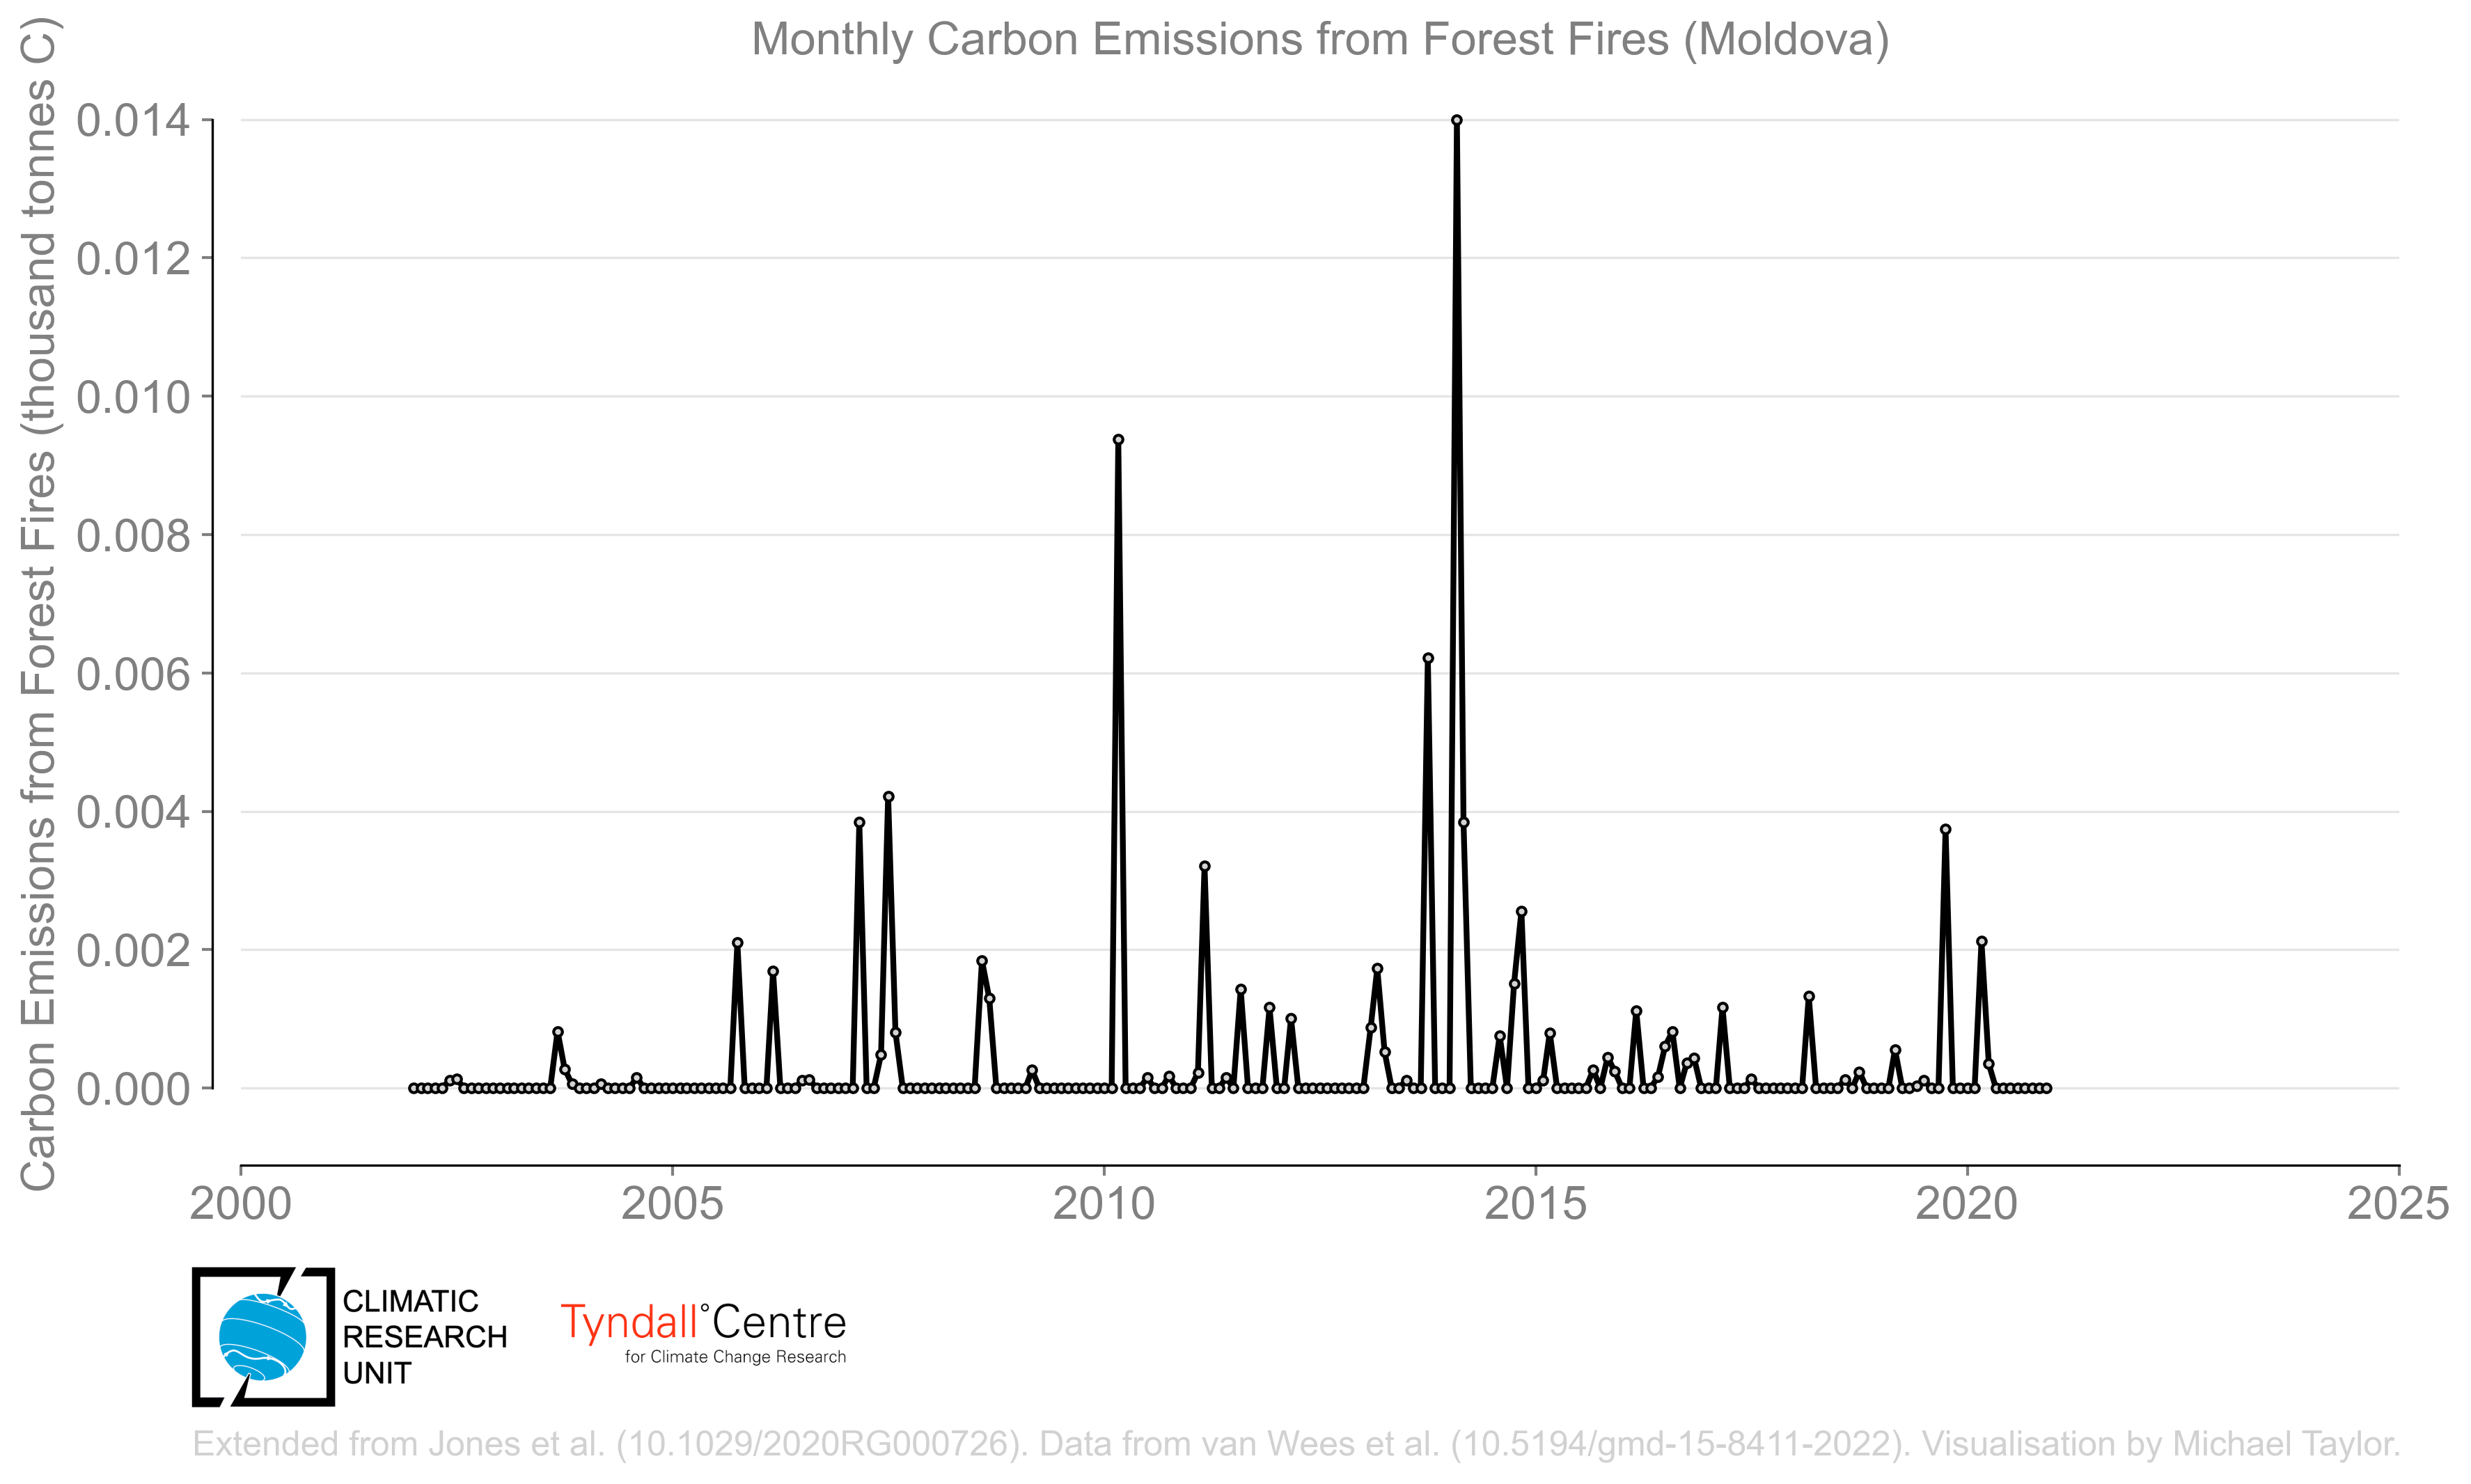 Monthly Carbon Emissions from Forest Fires (Moldova)
Carbon Emissions from Forest Fires (thousand tonnes C)
0.014
0.012
0.010
0.008
0.006
0.004
0.002
0.000
2000 2005 2010 2015 2020 2025
CLIMATIC
RESEARCH
UNIT
Tyndall°Centre
for Climate Change Research
Extended from Jones et al. (10.1029/2020RG000726). Data from van Wees et al. (10.5194/gmd-15-8411-2022). Visualisation by Michael Taylor.